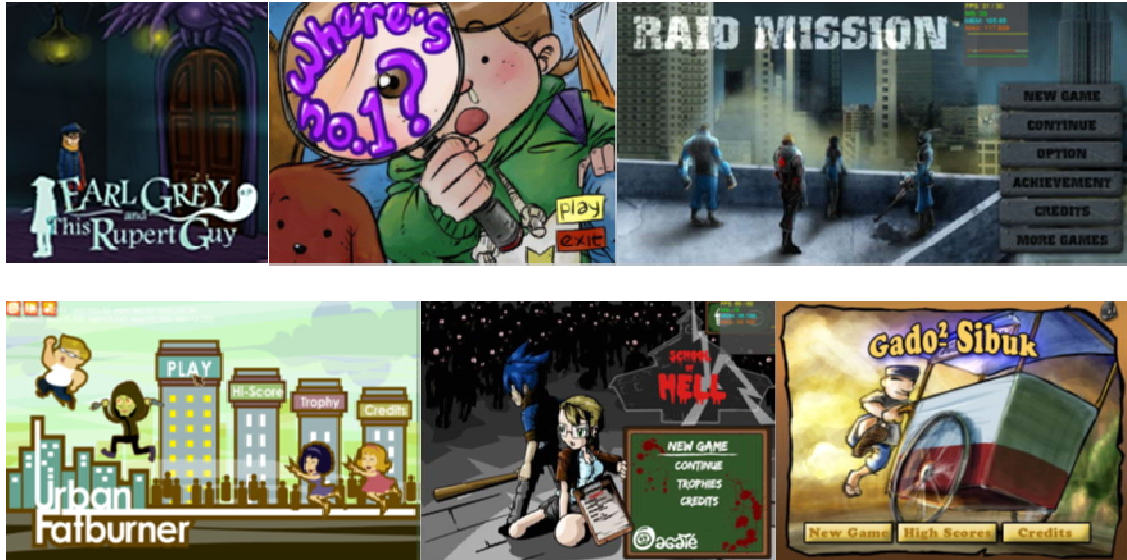 EARL GREY
and
This RUPERT GUY
Where's
no.1?
play
exit
RAID MISSION
NEW GAME
CONTINUE
OPTION
ACHIEVEMENT
CREDITS
MORE GAMES
PLAY
Hi-Score
Trophy
Credits
Urban
Fatburner
SCHOOL
OF
HELL
NEW GAME
CONTINUE
TROPHIES
CREDITS
agate
Gado² Sibuk
New Game
High Scores
Credits